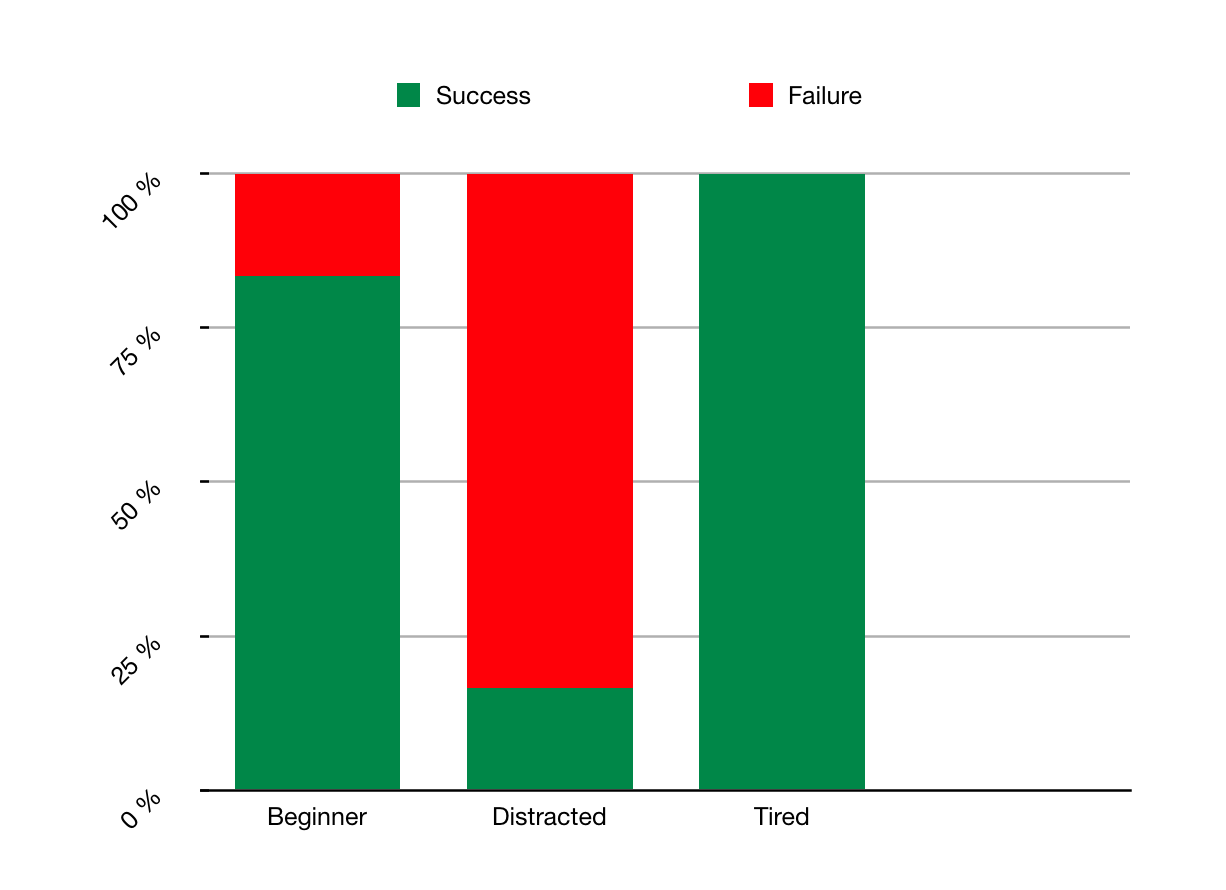 Success Failure
100 %
75 %
50 %
25 %
0 %
Beginner Distracted Tired